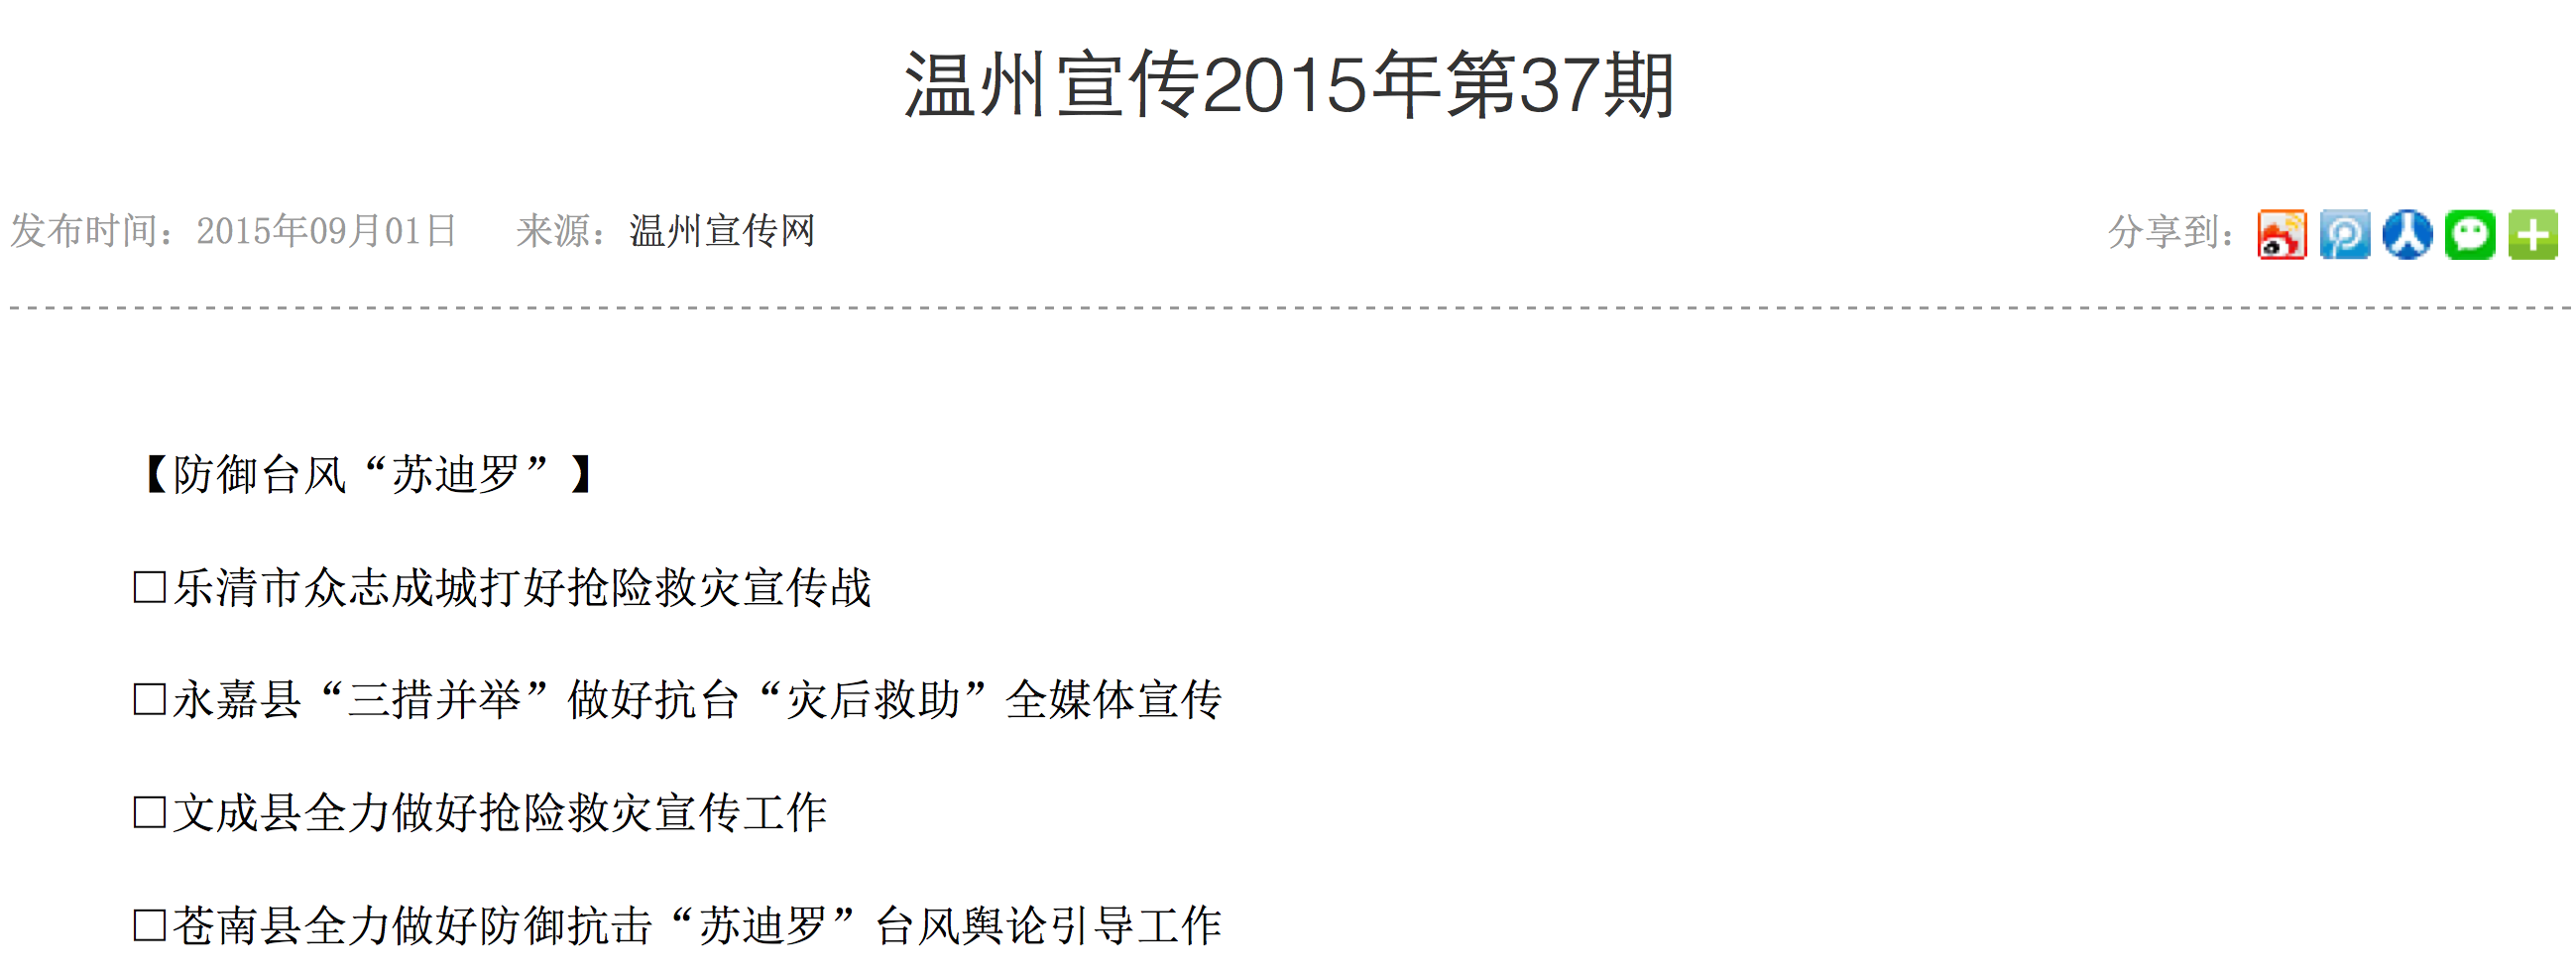 温州宣传2015年第37期
发布时间：2015年09月01日 来源：温州宣传网 分享到：
【防御台风“苏迪罗”】
□乐清市众志成城打好抢险救灾宣传战
□永嘉县“三措并举”做好抗台“灾后救助”全媒体宣传
□文成县全力做好抢险救灾宣传工作
□苍南县全力做好防御抗击“苏迪罗”台风舆论引导工作